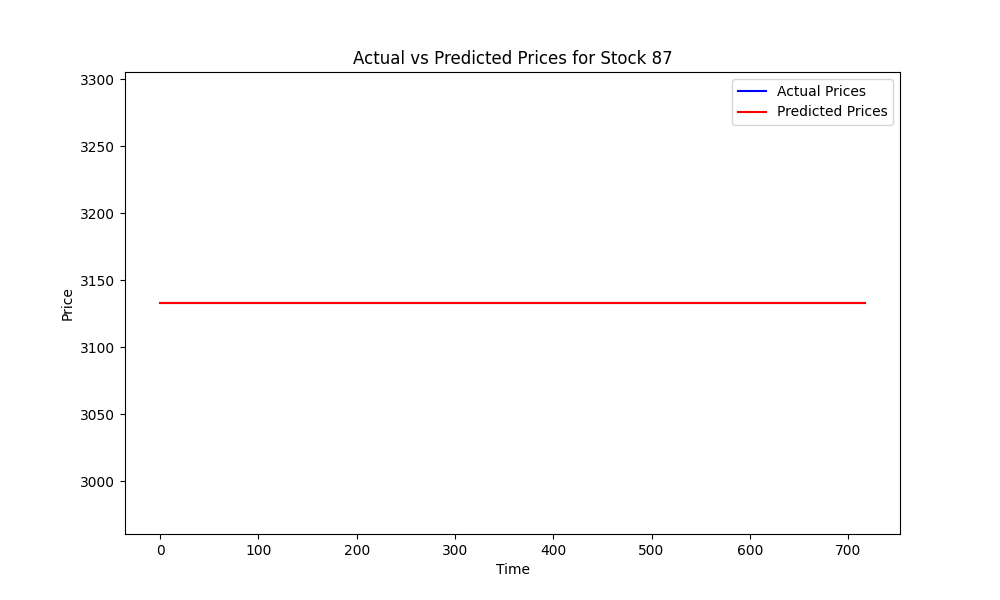 Actual vs Predicted Prices for Stock 87
Actual Prices
Predicted Prices
3300
3250
3200
3150
3100
3050
3000
Price
0 100 200 300 400 500 600 700
Time